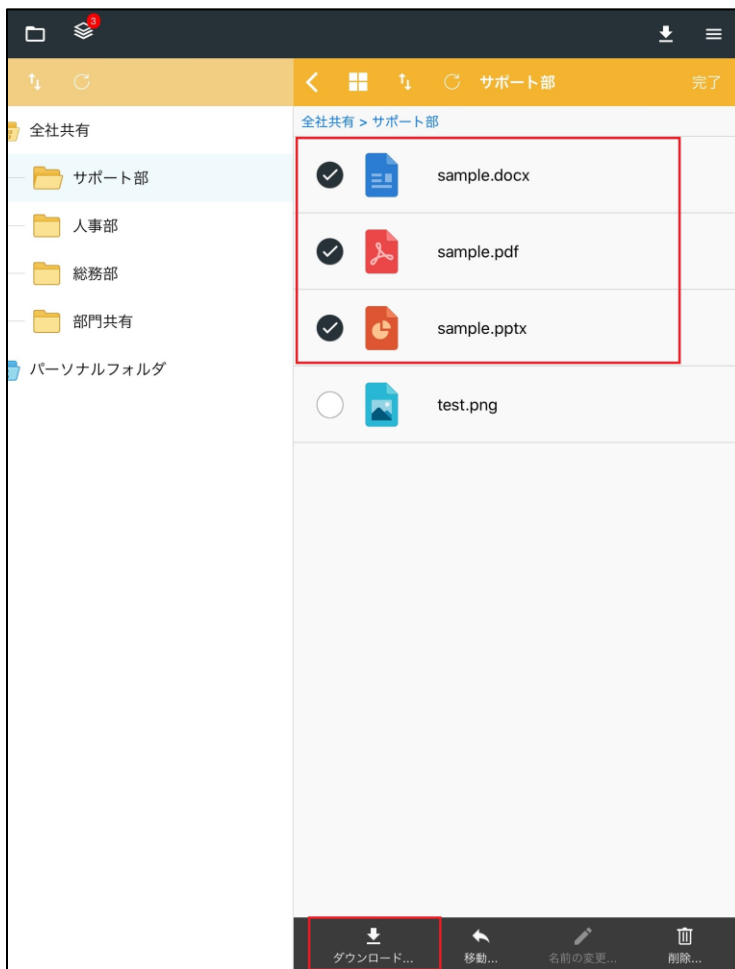 3
サポート部
完了
全社共有
サポート部
人事部
総務部
部門共有
パーソナルフォルダ
全社共有 > サポート部
sample.docx
sample.pdf
sample.pptx
test.png
ダウンロード...
移動...
名前の変更...
削除...